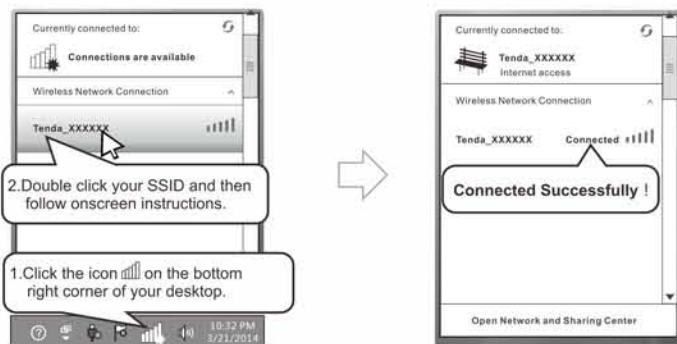 Currently connected to:
Connections are available
Wireless Network Connection
Tenda_XXXXXX
2.Double click your SSID and then
follow onscreen instructions.
1.Click the icon on the bottom
right corner of your desktop.
10:32 PM
3/21/2014
Currently connected to:
Tenda_XXXXXX
Internet access
Wireless Network Connection
Tenda_XXXXXX Connected
Connected Successfully !
Open Network and Sharing Center